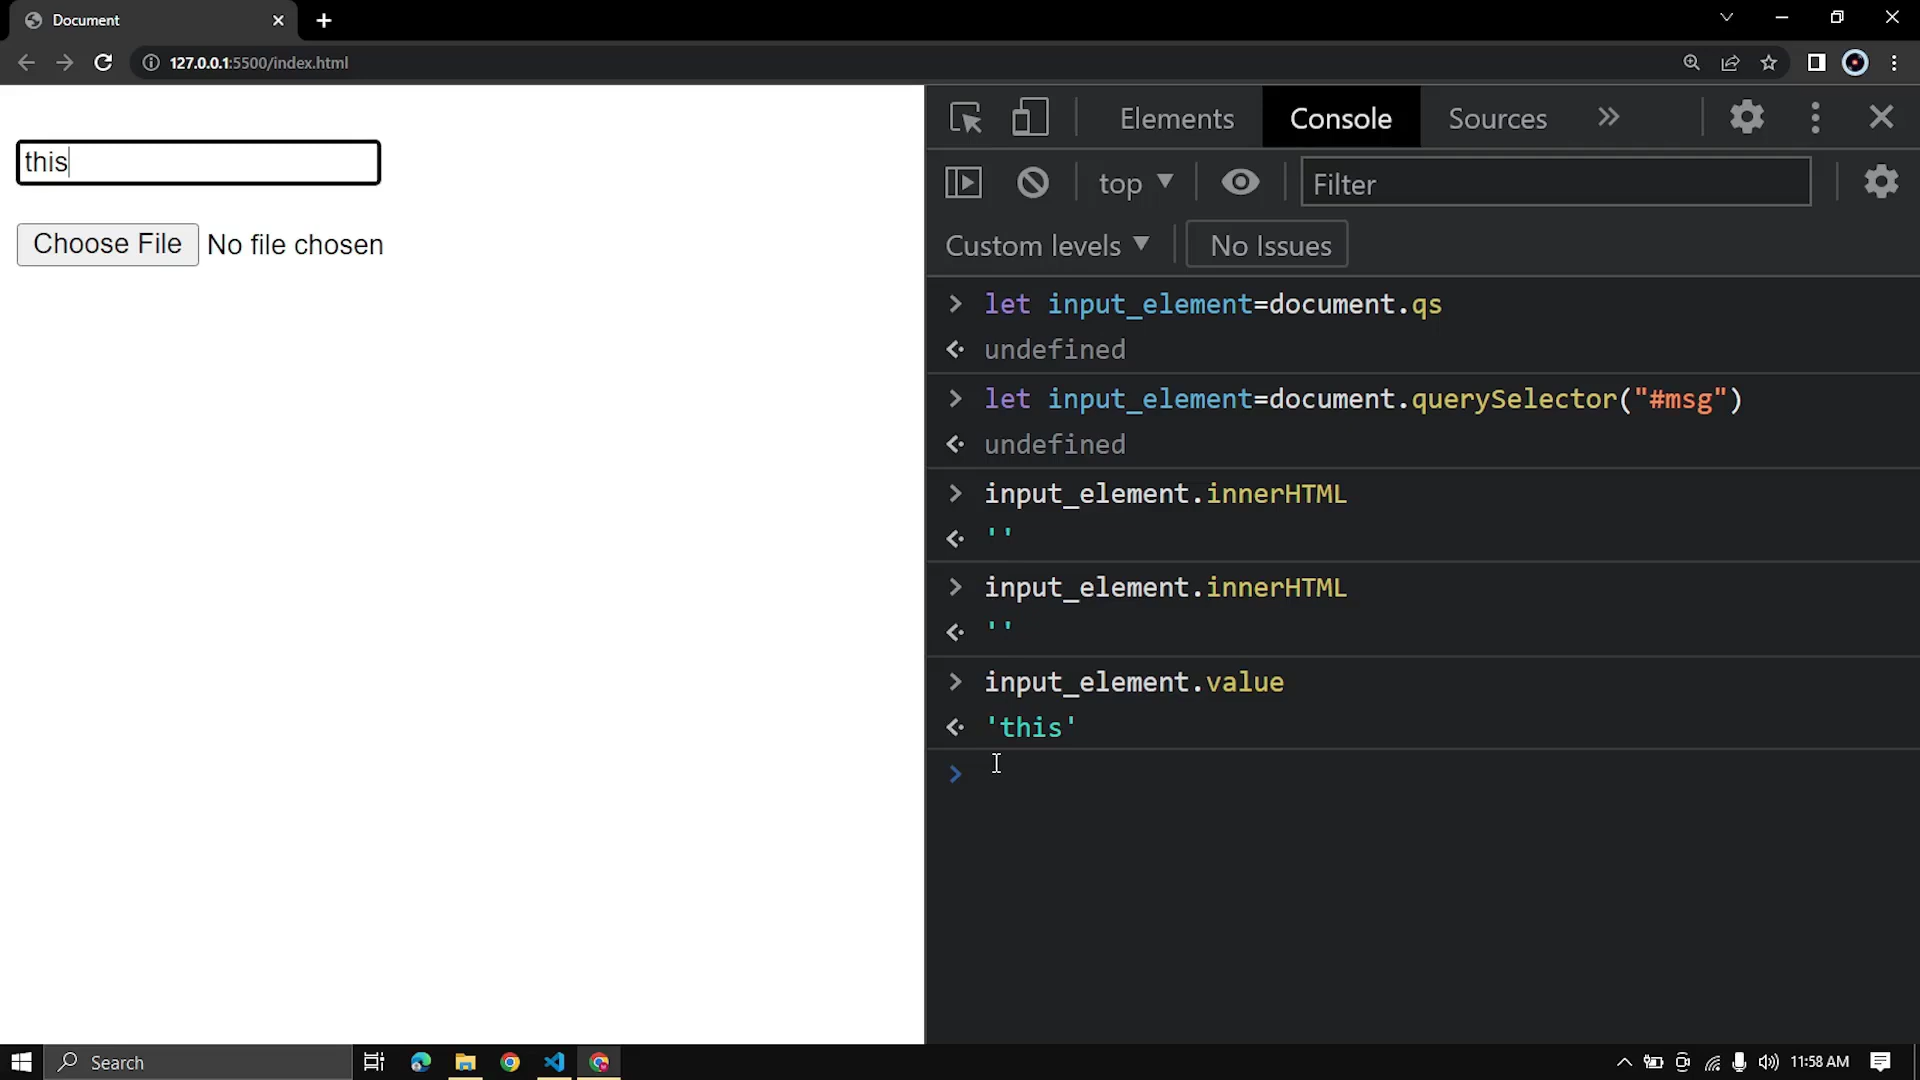 Document
127.0.0.1:5500/index.html
this
Choose File No file chosen
Elements Console Sources
top Filter
Custom levels No Issues
let input_element=document.qs
undefined
let input_element=document.querySelector("#msg")
undefined
input_element.innerHTML
''
input_element.innerHTML
''
input_element.value
'this'
Search
11:58 AM